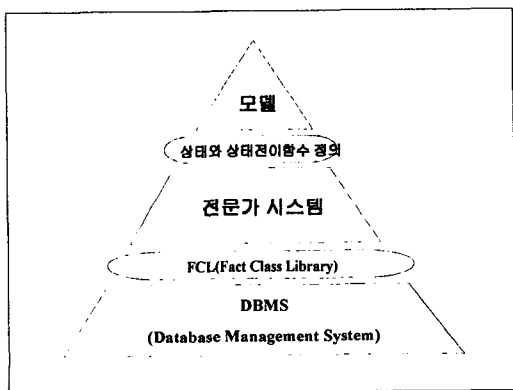 모델
상태와 상태전이함수 정의
전문가 시스템
FCL(Fact Class Library)
DBMS
(Database Management System)